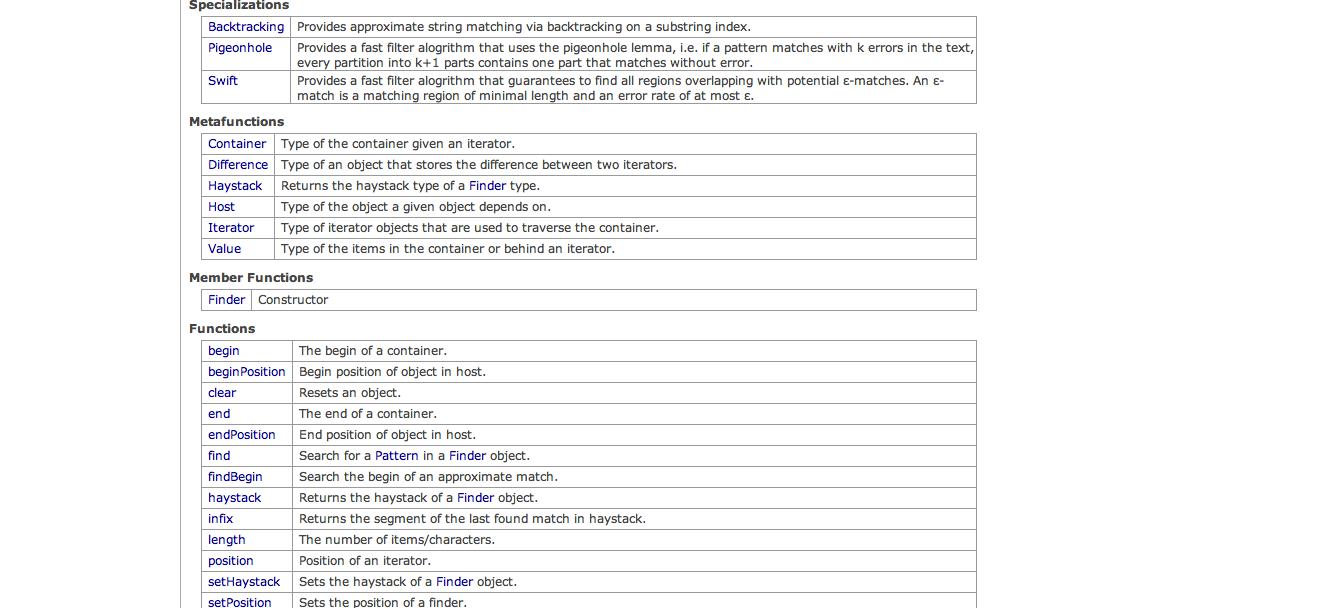 Specializations
Backtracking Provides approximate string matching via backtracking on a substring index.
Pigeonhole Provides a fast filter alogrithm that uses the pigeonhole lemma, i.e. if a pattern matches with k errors in the text,
every partition into k+1 parts contains one part that matches without error.
Swift Provides a fast filter alogrithm that guarantees to find all regions overlapping with potential ε-matches. An ε-
match is a matching region of minimal length and an error rate of at most ε.
Metafunctions
Container Type of the container given an iterator.
Difference Type of an object that stores the difference between two iterators.
Haystack Returns the haystack type of a Finder type.
Host Type of the object a given object depends on.
Iterator Type of iterator objects that are used to traverse the container.
Value Type of the items in the container or behind an iterator.
Member Functions
Finder Constructor
Functions
begin The begin of a container.
beginPosition Begin position of object in host.
clear Resets an object.
end The end of a container.
endPosition End position of object in host.
find Search for a Pattern in a Finder object.
findBegin Search the begin of an approximate match.
haystack Returns the haystack of a Finder object.
infix Returns the segment of the last found match in haystack.
length The number of items/characters.
position Position of an iterator.
setHaystack Sets the haystack of a Finder object.
setPosition Sets the position of a finder.